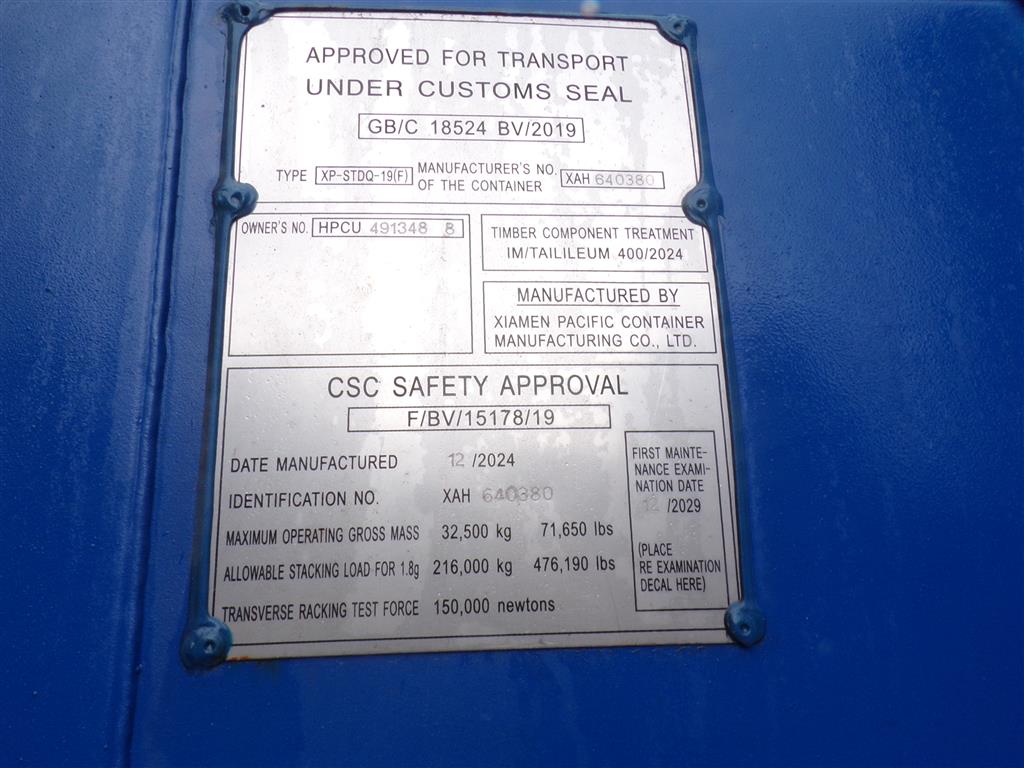 APPROVED FOR TRANSPORT
UNDER CUSTOMS SEAL
GB/C 18524 BV/2019
TYPE XP-STDQ-19(F) MANUFACTURER'S NO. OF THE CONTAINER XAH 640380
OWNER'S NO. HPCU 491348 8
TIMBER COMPONENT TREATMENT
IM/TAILILEUM 400/2024
MANUFACTURED BY
XIAMEN PACIFIC CONTAINER
MANUFACTURING CO., LTD.
CSC SAFETY APPROVAL
F/BV/15178/19
DATE MANUFACTURED 12 /2024
IDENTIFICATION NO. XAH 640380
MAXIMUM OPERATING GROSS MASS 32,500 kg 71,650 lbs
ALLOWABLE STACKING LOAD FOR 1.8g 216,000 kg 476,190 lbs
TRANSVERSE RACKING TEST FORCE 150,000 newtons
FIRST MAINTE-
NANCE EXAMI-
NATION DATE
12 /2029
(PLACE
RE EXAMINATION
DECAL HERE)